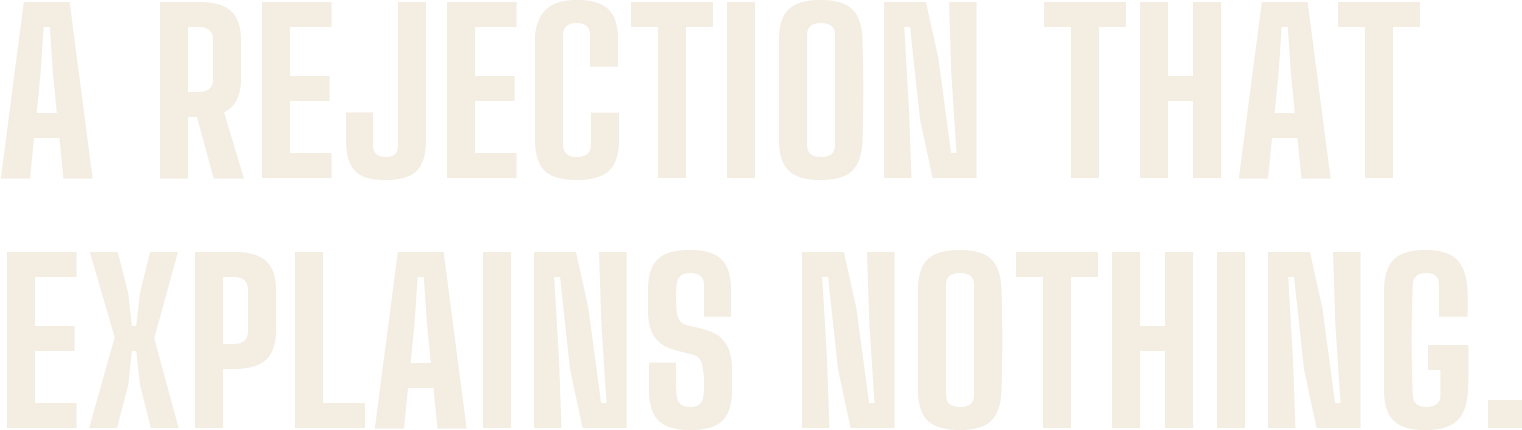 A REJECTION THAT
EXPLAINS NOTHING.